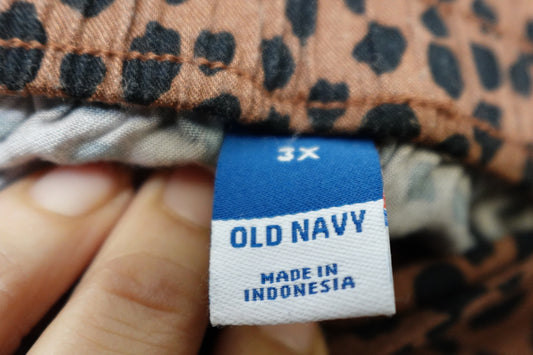 3X
OLD NAVY
MADE IN
INDONESIA